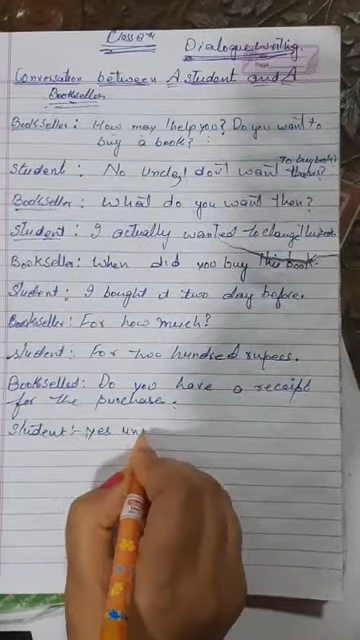 Class 8th
Dialogue writing.
Conversation between A student and A
Bookseller
Bookseller: How may I help you? Do you want to
buy a book?
Student: No uncle, I don't want to buy book
Bookseller: What do you want then?
Student: I actually wanted to change this book.
Bookseller: When did you buy this book.
Student: I bought it two day before.
Bookseller: For how much?
Student: For two hundred rupees.
Bookselled: Do you have a receipt
for the purchase.
Student:- yes un